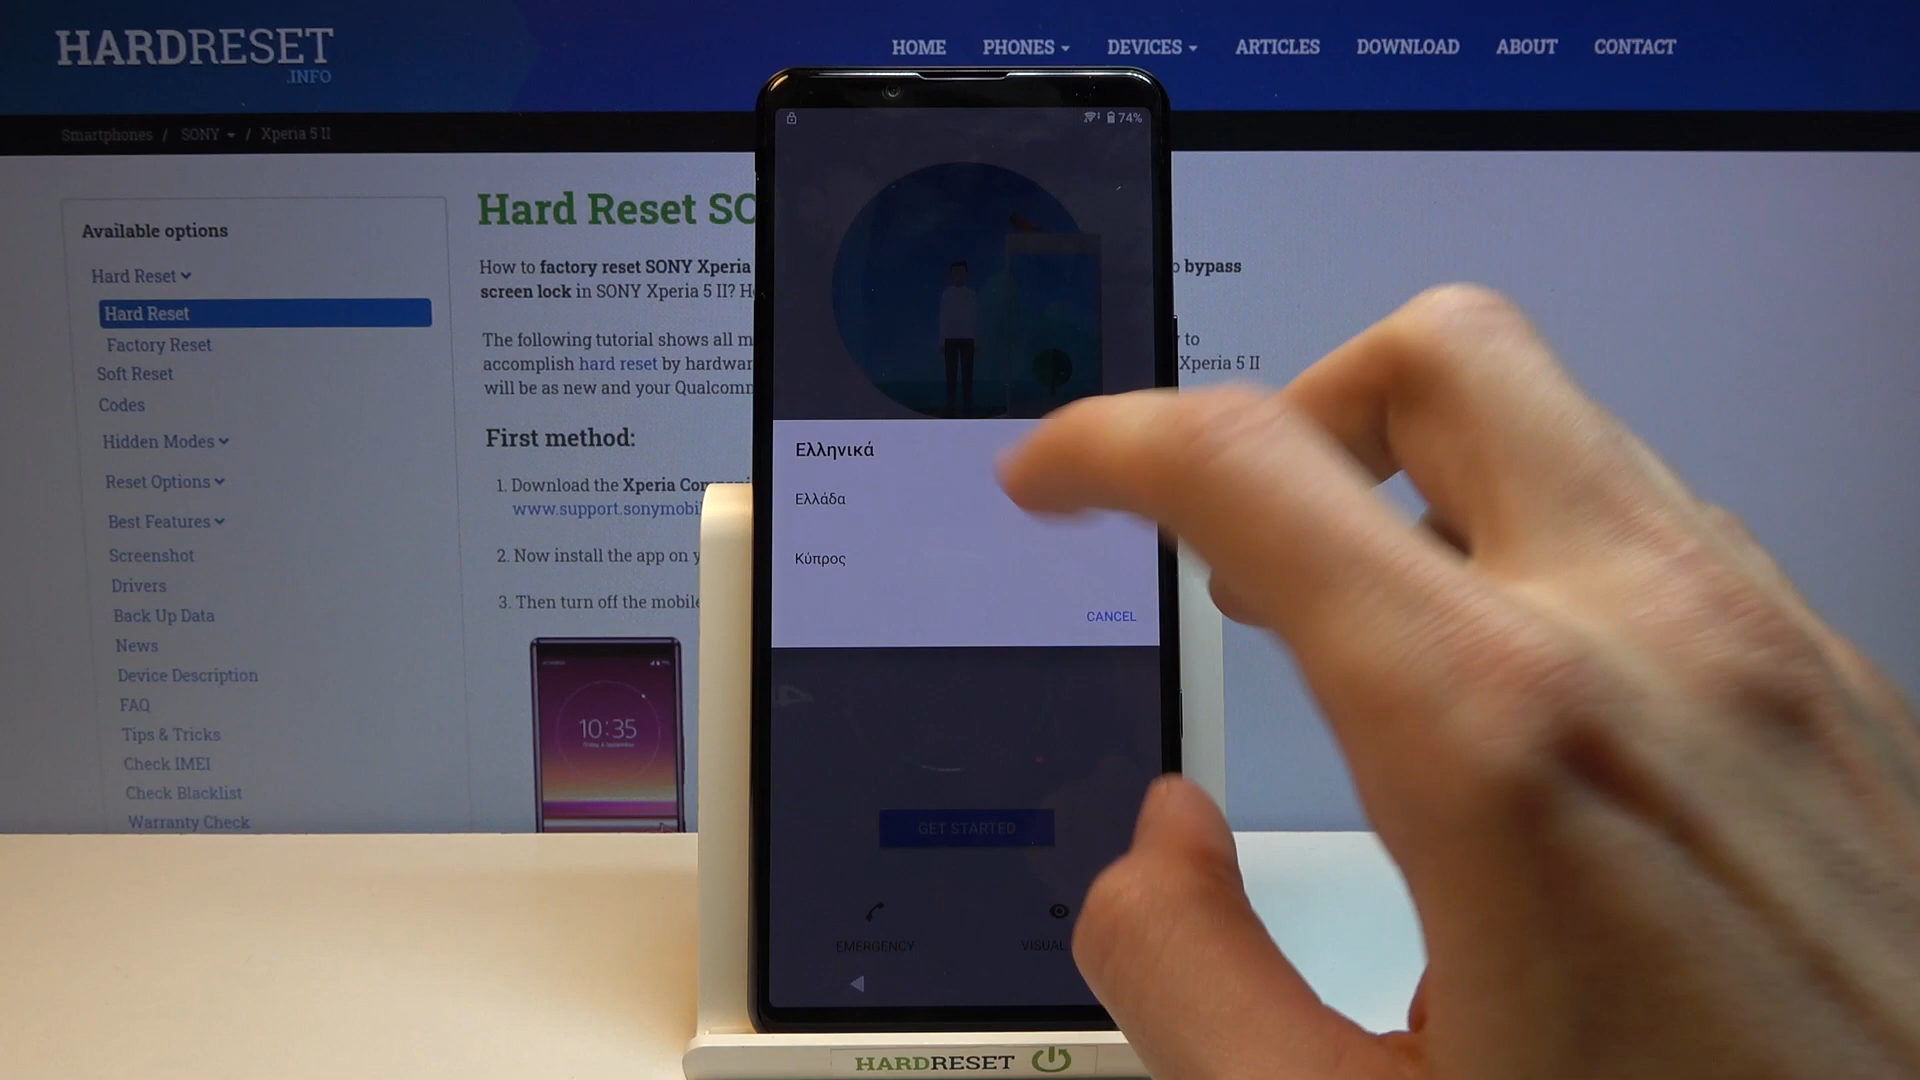 HARDRESET
.INFO
HOME PHONES DEVICES ARTICLES DOWNLOAD ABOUT CONTACT
Smartphones / SONY / Xperia 5 II
Available options
Hard Reset
Hard Reset
Factory Reset
Soft Reset
Codes
Hidden Modes
Reset Options
Best Features
Screenshot
Drivers
Back Up Data
News
Device Description
FAQ
Tips & Tricks
Check IMEI
Check Blacklist
Warranty Check
Hard Reset SO
How to factory reset SONY Xperia
bypass
screen lock in SONY Xperia 5 II?
The following tutorial shows all
to
accomplish hard reset by
Xperia 5 II
will be as new and your
First method:
1. Download the Xperia
www.support.sonymobi
2. Now install the app on
3. Then turn off the
10:35
74%
Ελληνικά
Ελλάδα
Κύπρος
CANCEL
GET STARTED
EMERGENCY
VISUAL
HARDRESET